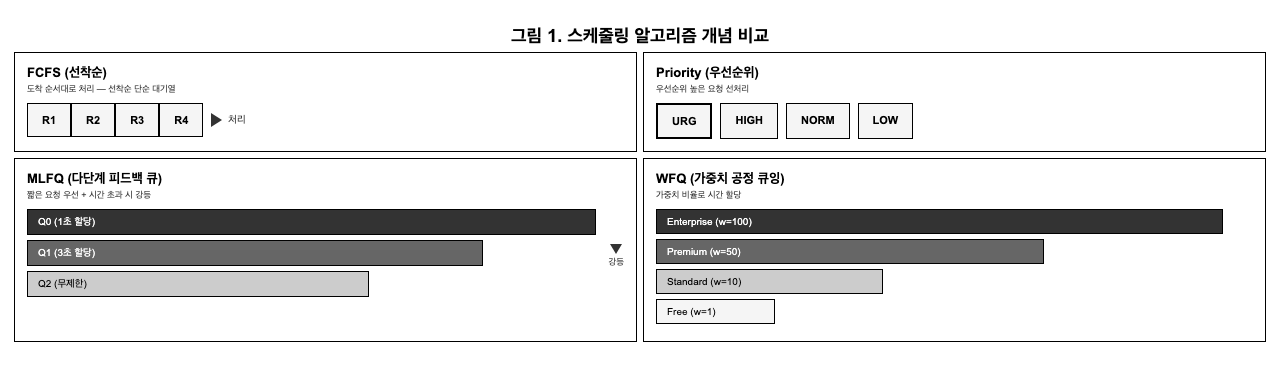 그림 1. 스케줄링 알고리즘 개념 비교
FCFS (선착순)
도착 순서대로 처리 — 선착순 단순 대기열
R1 R2 R3 R4 처리
Priority (우선순위)
우선순위 높은 요청 선처리
URG HIGH NORM LOW
MLFQ (다단계 피드백 큐)
짧은 요청 우선 + 시간 초과 시 강등
Q0 (1초 할당)
Q1 (3초 할당)
Q2 (무제한)
강등
WFQ (가중치 공정 큐잉)
가중치 비율로 시간 할당
Enterprise (w=100)
Premium (w=50)
Standard (w=10)
Free (w=1)